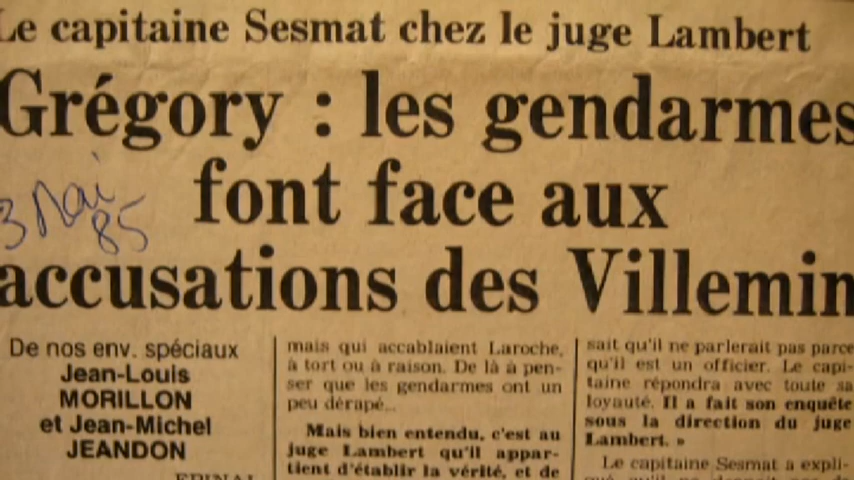 Le capitaine Sesmat chez le juge Lambert
Grégory : les gendarmes
font face aux
accusations des Villemin
3 Mai
85
De nos env. spéciaux
Jean-Louis
MORILLON
et Jean-Michel
JEANDON
EPINAL
mais qui accablaient Laroche,
à tort ou à raison. De là à pen-
ser que les gendarmes ont un
peu dérapé...
Mais bien entendu, c'est au
juge Lambert qu'il appar-
tient d'établir la vérité, et de
sait qu'il ne parlerait pas parce
qu'il est un officier. Le capi-
taine répondra avec toute sa
loyauté. Il a fait son enquête
sous la direction du juge
Lambert. »
Le capitaine Sesmat a expli-